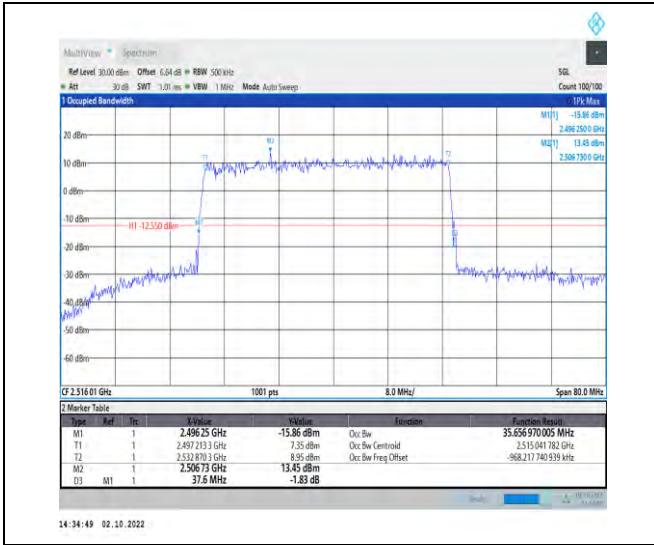 MultiView Spectrum
Ref Level 30.00 dBm Offset 6.64 dB RBW 500 kHz SGL
Att 30 dB SWT 1.01 ms VBW 1 MHz Mode Auto Sweep Count 100/100
1 Occupied Bandwidth 1Pk Max
M1[1] -15.86 dBm
2.496 250 0 GHz
M2[1] 13.45 dBm
2.506 730 0 GHz
20 dBm
M2
T1
T2
10 dBm
0 dBm
-10 dBm
H1 -12.550 dBm
M1
-30 dBm
-40 dBm
-50 dBm
-60 dBm
CF 2.516 01 GHz 1001 pts 8.0 MHz/ Span 80.0 MHz
2 Marker Table
Type Ref Trc X-Value Y-Value Function Function Result
M1 1 2.496 25 GHz -15.86 dBm Occ Bw 35.656 970 005 MHz
T1 1 2.497 213 3 GHz 7.35 dBm Occ Bw Centroid 2.515 041 782 GHz
T2 1 2.532 870 3 GHz 8.95 dBm Occ Bw Freq Offset -968.217 740 939 kHz
M2 1 2.506 73 GHz 13.45 dBm
D3 M1 1 37.6 MHz -1.83 dB
14:34:49 02.10.2022